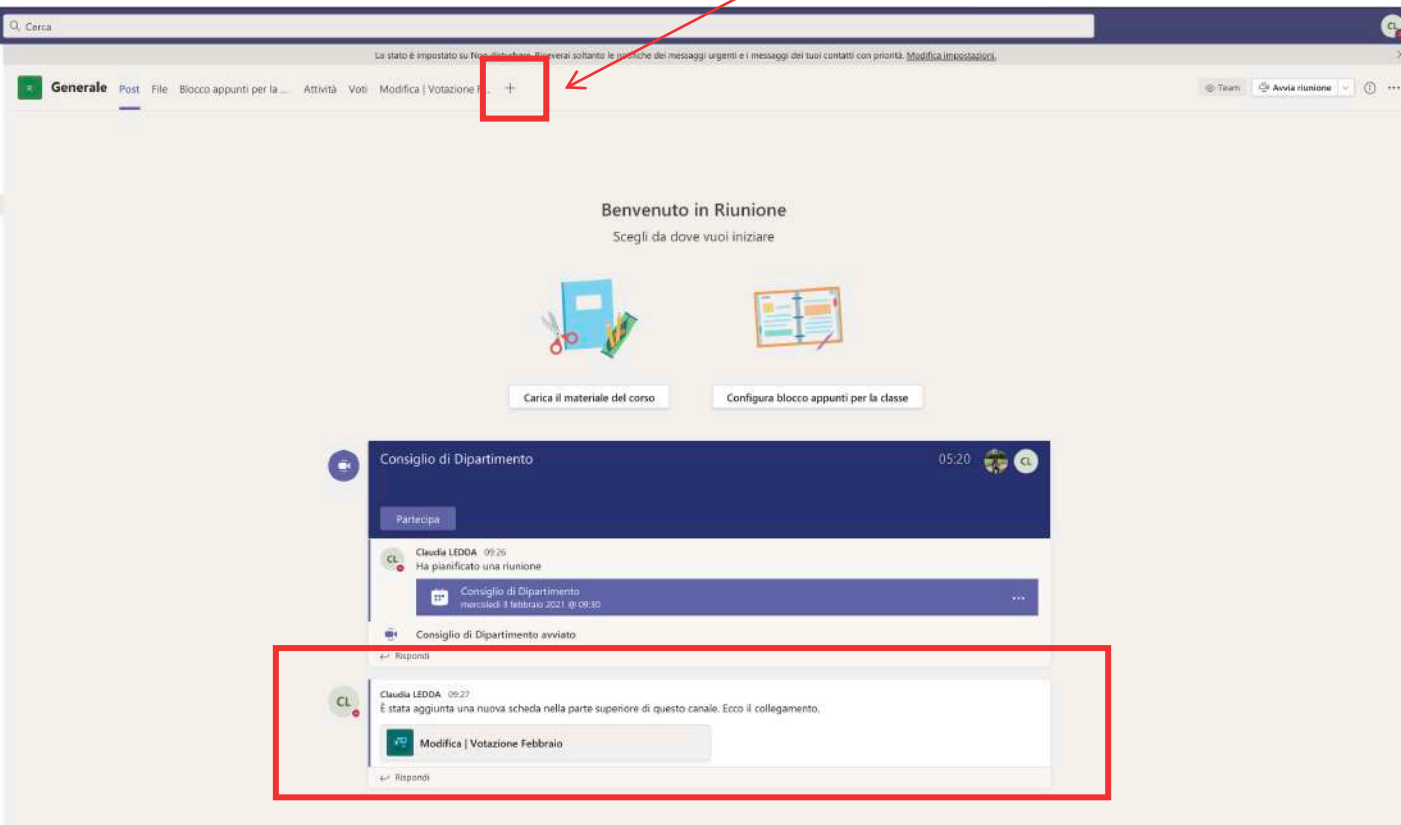 Cerca
CL
Lo stato è impostato su Non disturbare. Riceverai soltanto le notifiche dei messaggi urgenti e i messaggi dei tuoi contatti con priorità. Modifica impostazioni.
R Generale Post File Blocco appunti per la ... Attività Voti Modifica | Votazione F... + Team Avvia riunione
Benvenuto in Riunione
Scegli da dove vuoi iniziare
Carica il materiale del corso Configura blocco appunti per la classe
Consiglio di Dipartimento 05:20 CL
Partecipa
CL Claudia LEDDA 09:26
Ha pianificato una riunione
Consiglio di Dipartimento
mercoledì 3 febbraio 2021 @ 09:30
Consiglio di Dipartimento avviato
Rispondi
CL Claudia LEDDA 09:27
È stata aggiunta una nuova scheda nella parte superiore di questo canale. Ecco il collegamento.
Modifica | Votazione Febbraio
Rispondi